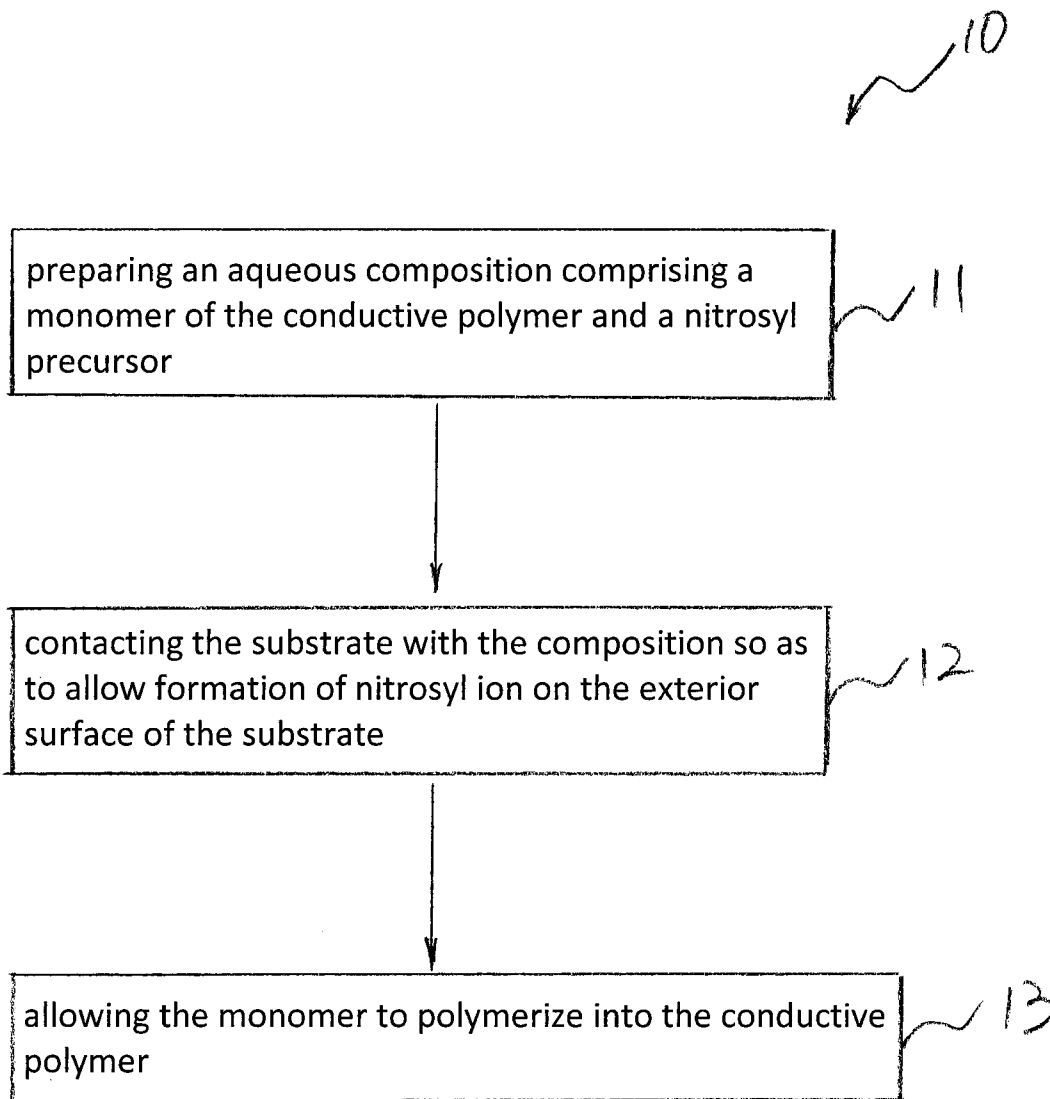 10
preparing an aqueous composition comprising a
monomer of the conductive polymer and a nitrosyl
precursor
11
contacting the substrate with the composition so as
to allow formation of nitrosyl ion on the exterior
surface of the substrate
12
allowing the monomer to polymerize into the conductive
polymer
13